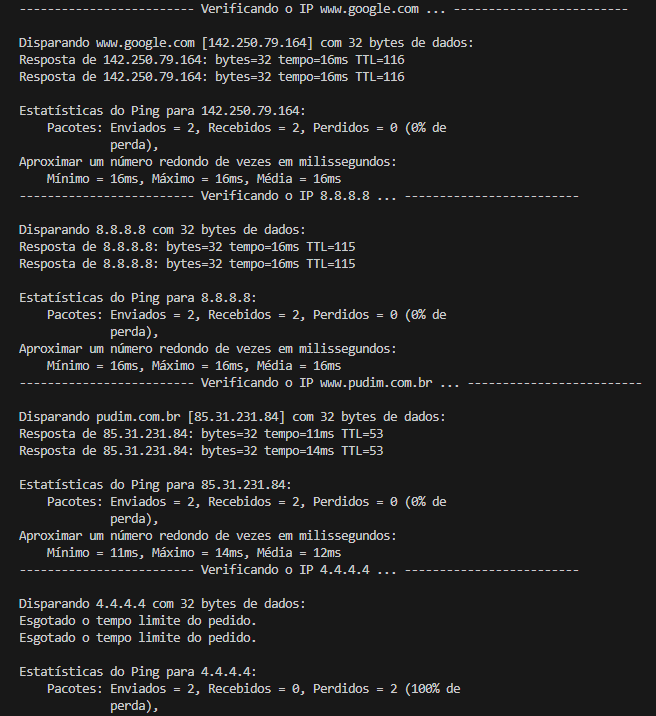 ------------------------- Verificando o IP www.google.com ... -------------------------
Disparando www.google.com [142.250.79.164] com 32 bytes de dados:
Resposta de 142.250.79.164: bytes=32 tempo=16ms TTL=116
Resposta de 142.250.79.164: bytes=32 tempo=16ms TTL=116
Estatísticas do Ping para 142.250.79.164:
    Pacotes: Enviados = 2, Recebidos = 2, Perdidos = 0 (0% de
             perda),
Aproximar um número redondo de vezes em milissegundos:
    Mínimo = 16ms, Máximo = 16ms, Média = 16ms
------------------------- Verificando o IP 8.8.8.8 ... -------------------------
Disparando 8.8.8.8 com 32 bytes de dados:
Resposta de 8.8.8.8: bytes=32 tempo=16ms TTL=115
Resposta de 8.8.8.8: bytes=32 tempo=16ms TTL=115
Estatísticas do Ping para 8.8.8.8:
    Pacotes: Enviados = 2, Recebidos = 2, Perdidos = 0 (0% de
             perda),
Aproximar um número redondo de vezes em milissegundos:
    Mínimo = 16ms, Máximo = 16ms, Média = 16ms
------------------------- Verificando o IP www.pudim.com.br ... -------------------------
Disparando pudim.com.br [85.31.231.84] com 32 bytes de dados:
Resposta de 85.31.231.84: bytes=32 tempo=11ms TTL=53
Resposta de 85.31.231.84: bytes=32 tempo=14ms TTL=53
Estatísticas do Ping para 85.31.231.84:
    Pacotes: Enviados = 2, Recebidos = 2, Perdidos = 0 (0% de
             perda),
Aproximar um número redondo de vezes em milissegundos:
    Mínimo = 11ms, Máximo = 14ms, Média = 12ms
------------------------- Verificando o IP 4.4.4.4 ... -------------------------
Disparando 4.4.4.4 com 32 bytes de dados:
Esgotado o tempo limite do pedido.
Esgotado o tempo limite do pedido.
Estatísticas do Ping para 4.4.4.4:
    Pacotes: Enviados = 2, Recebidos = 0, Perdidos = 2 (100% de
             perda),